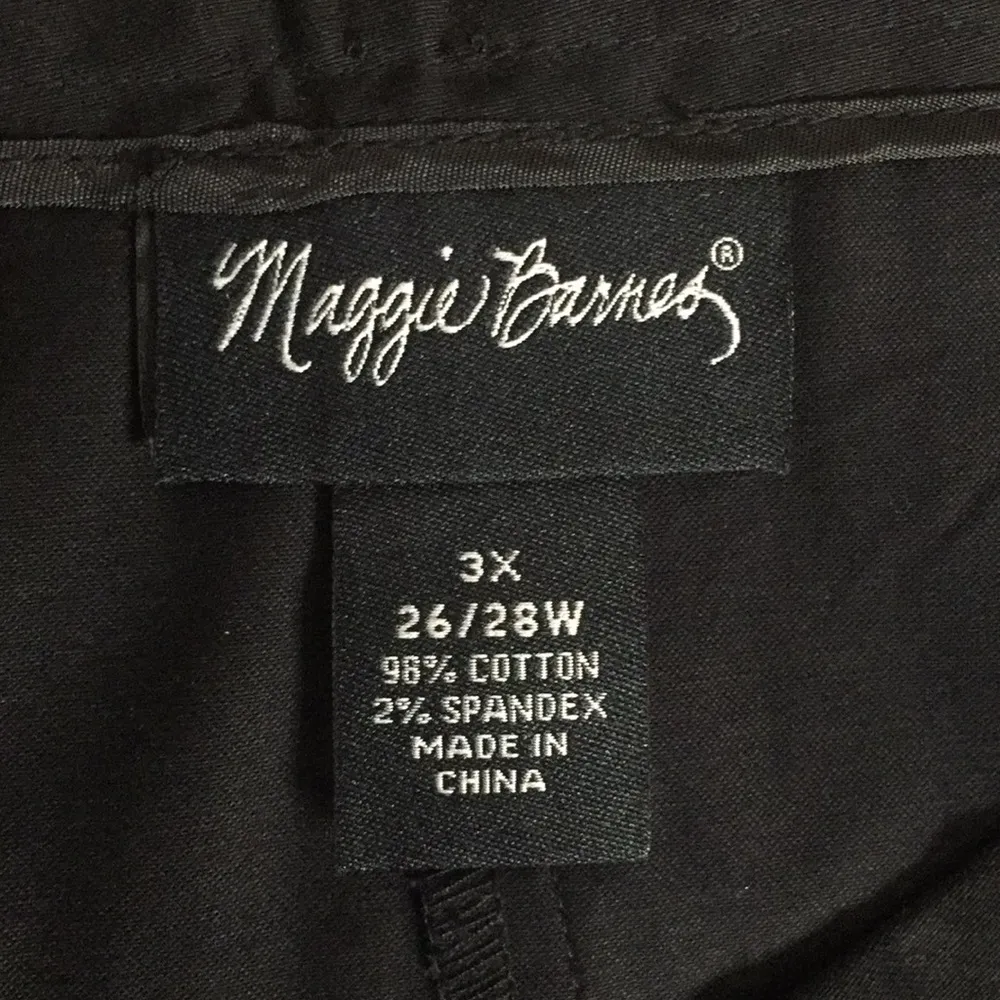 Maggie Barnes®
3X
26/28W
98% COTTON
2% SPANDEX
MADE IN
CHINA